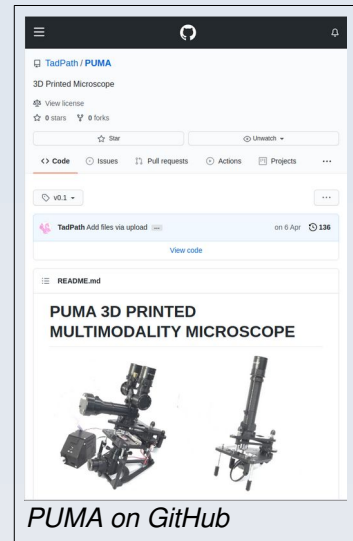 TadPath / PUMA
3D Printed Microscope
View license
0 stars 0 forks
Star Unwatch
Code Issues Pull requests Actions Projects ...
v0.1 ...
TadPath Add files via upload ... on 6 Apr 136
View code
README.md
PUMA 3D PRINTED
MULTIMODALITY MICROSCOPE
PUMA on GitHub